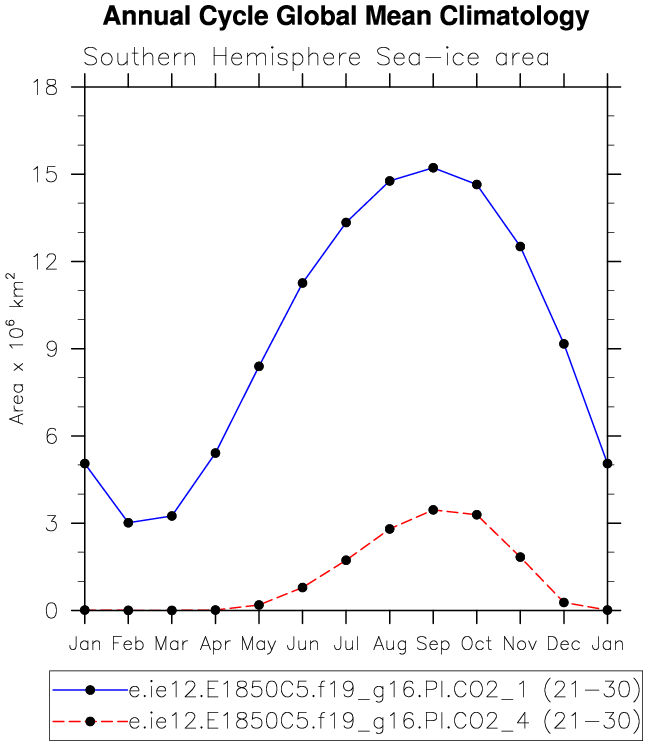 Annual Cycle Global Mean Climatology
Southern Hemisphere Sea-ice area
18
15
12
9
6
3
0
Area x 10⁶ km²
Jan Feb Mar Apr May Jun Jul Aug Sep Oct Nov Dec Jan
e.ie12.E1850C5.f19_g16.PI.CO2_1 (21-30)
e.ie12.E1850C5.f19_g16.PI.CO2_4 (21-30)